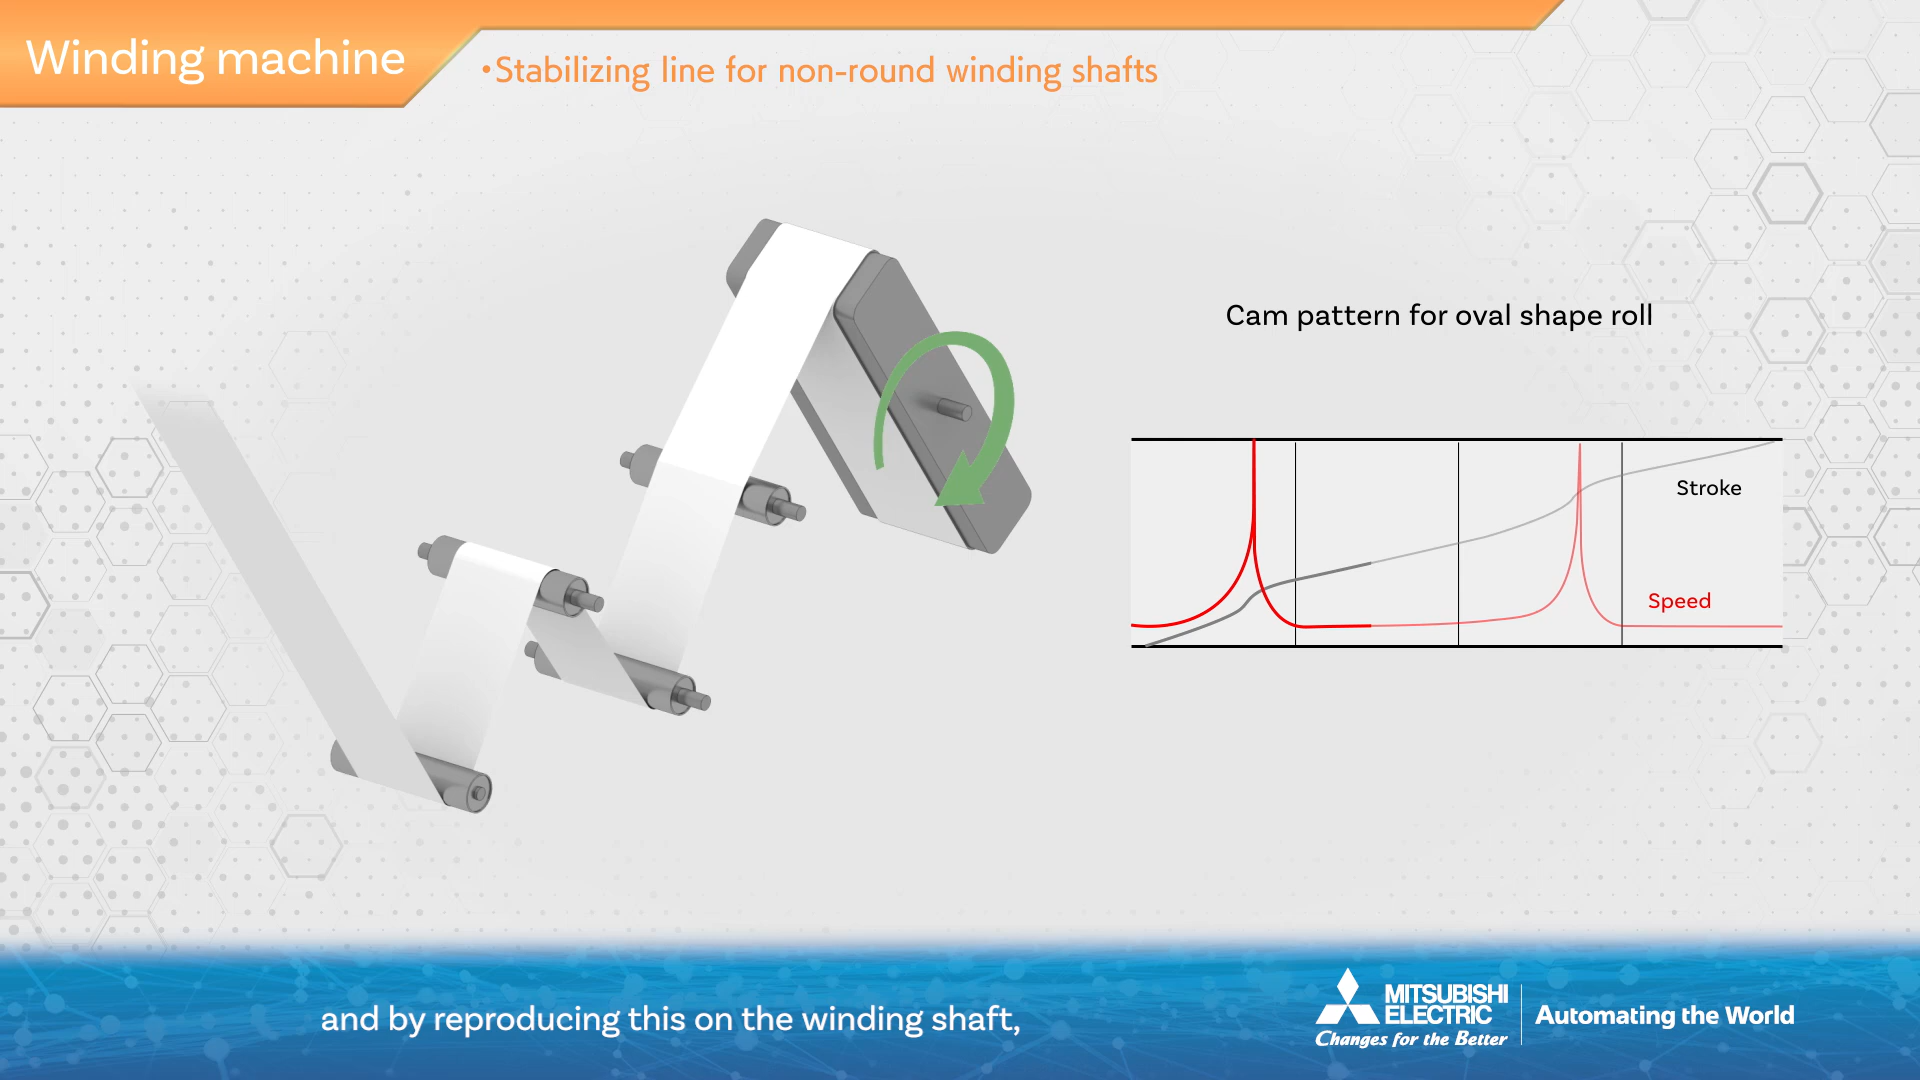 Winding machine
•Stabilizing line for non-round winding shafts
Cam pattern for oval shape roll
Stroke
Speed
and by reproducing this on the winding shaft,
MITSUBISHI
ELECTRIC
Changes for the Better
Automating the World